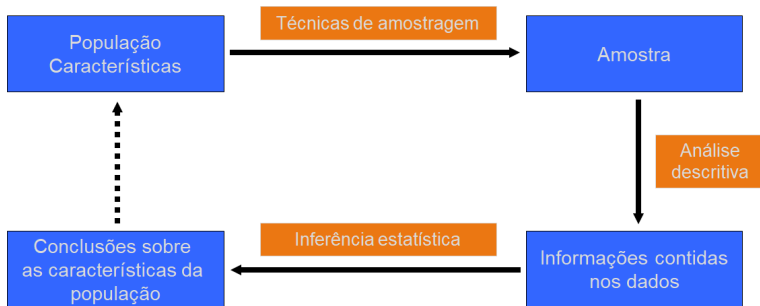 Técnicas de amostragem
População
Características
Amostra
Análise
descritiva
Inferência estatística
Conclusões sobre
as características da
população
Informações contidas
nos dados